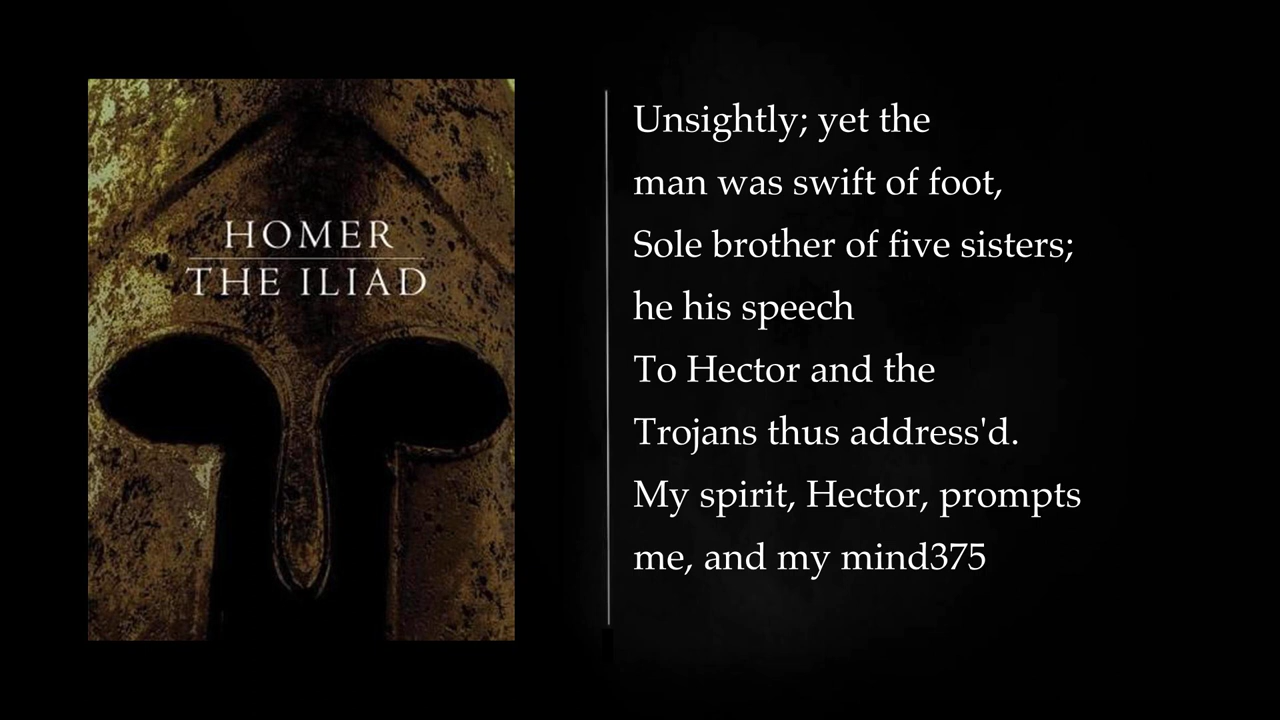 HOMER
THE ILIAD
Unsightly; yet the
man was swift of foot,
Sole brother of five sisters;
he his speech
To Hector and the
Trojans thus address'd.
My spirit, Hector, prompts
me, and my mind375